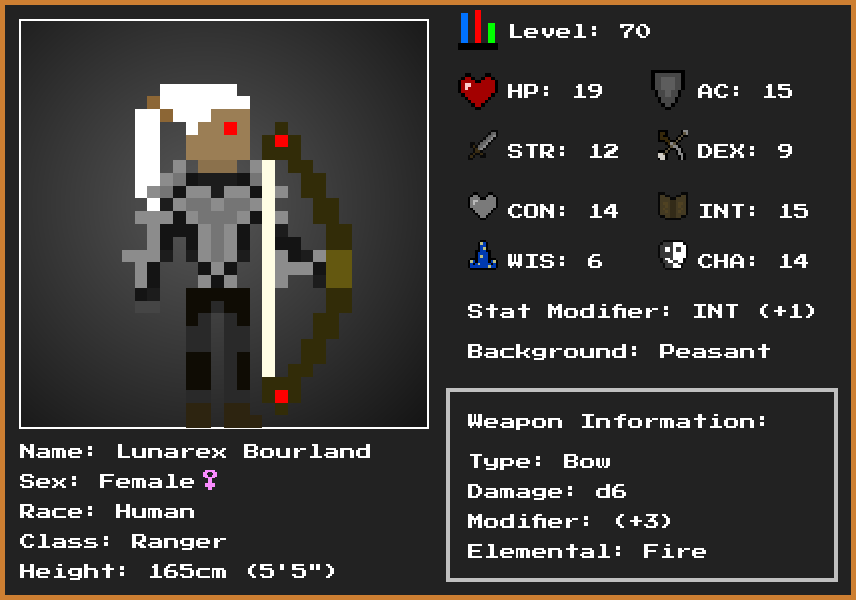 Level: 70
HP: 19
AC: 15
STR: 12
DEX: 9
CON: 14
INT: 15
WIS: 6
CHA: 14
Stat Modifier: INT (+1)
Background: Peasant
Name: Lunarex Bourland
Sex: Female♀
Race: Human
Class: Ranger
Height: 165cm (5'5")
Weapon Information:
Type: Bow
Damage: d6
Modifier: (+3)
Elemental: Fire